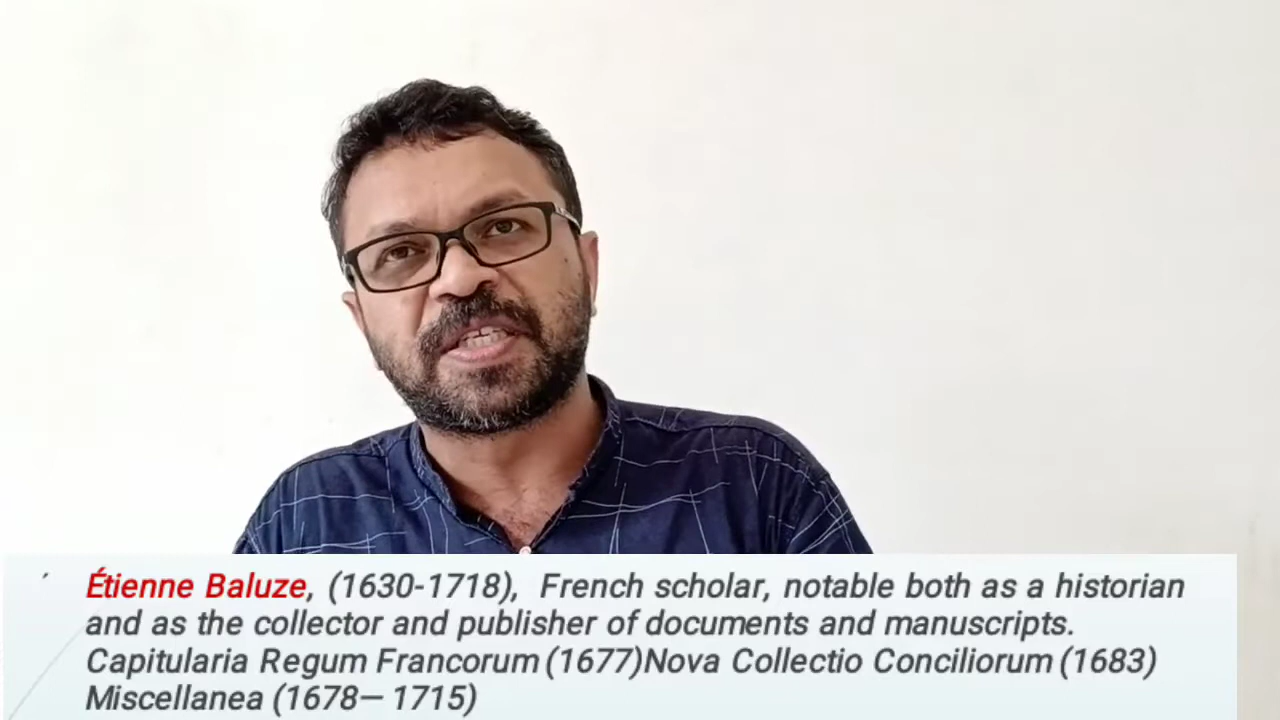 Étienne Baluze, (1630-1718), French scholar, notable both as a historian
and as the collector and publisher of documents and manuscripts.
Capitularia Regum Francorum (1677)Nova Collectio Conciliorum (1683)
Miscellanea (1678— 1715)